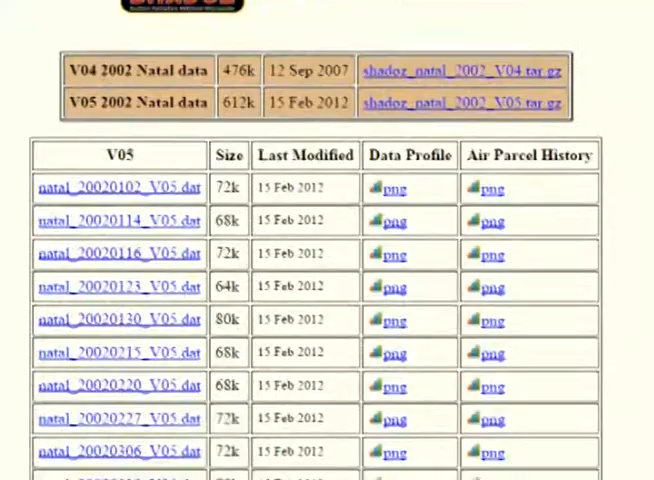 V04 2002 Natal data 476k 12 Sep 2007 shadoz_natal_2002_V04.tar.gz
V05 2002 Natal data 612k 15 Feb 2012 shadoz_natal_2002_V05.tar.gz
V05 Size Last Modified Data Profile Air Parcel History
natal_20020102_V05.dat 72k 15 Feb 2012 png png
natal_20020114_V05.dat 68k 15 Feb 2012 png png
natal_20020116_V05.dat 72k 15 Feb 2012 png png
natal_20020123_V05.dat 64k 15 Feb 2012 png png
natal_20020130_V05.dat 80k 15 Feb 2012 png png
natal_20020215_V05.dat 68k 15 Feb 2012 png png
natal_20020220_V05.dat 68k 15 Feb 2012 png png
natal_20020227_V05.dat 72k 15 Feb 2012 png png
natal_20020306_V05.dat 72k 15 Feb 2012 png png